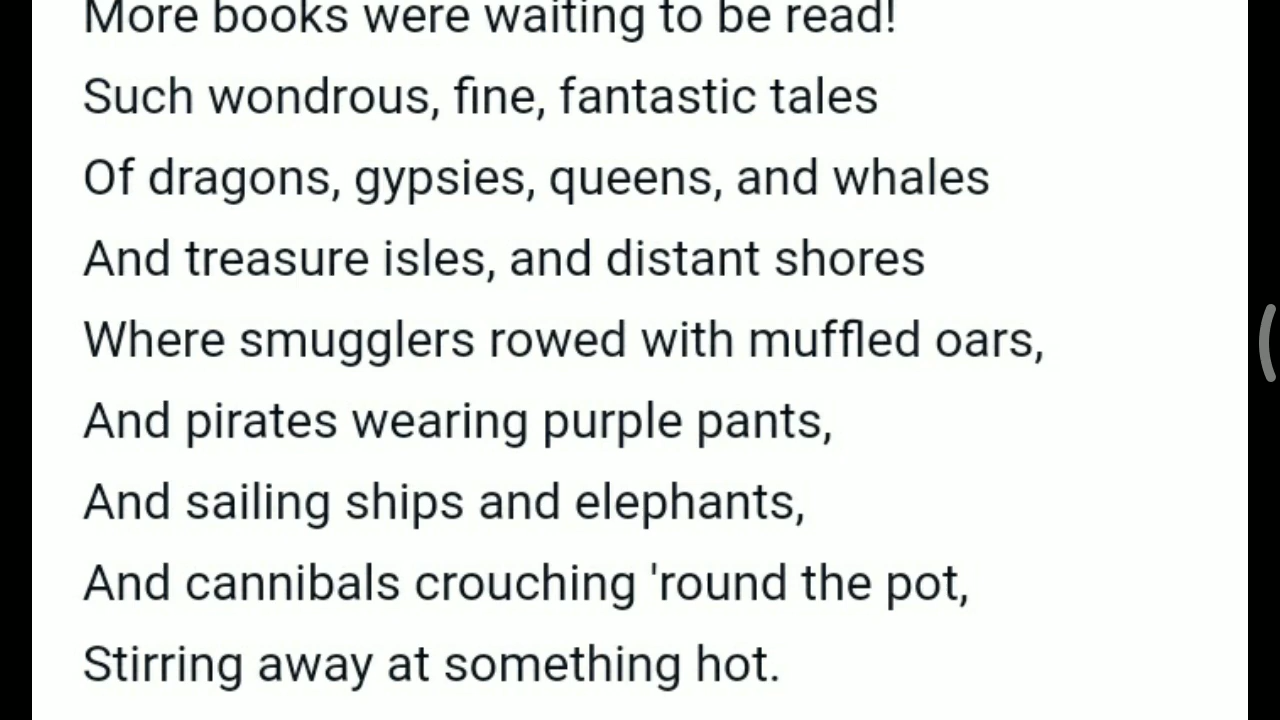 More books were waiting to be read!
Such wondrous, fine, fantastic tales
Of dragons, gypsies, queens, and whales
And treasure isles, and distant shores
Where smugglers rowed with muffled oars,
And pirates wearing purple pants,
And sailing ships and elephants,
And cannibals crouching 'round the pot,
Stirring away at something hot.